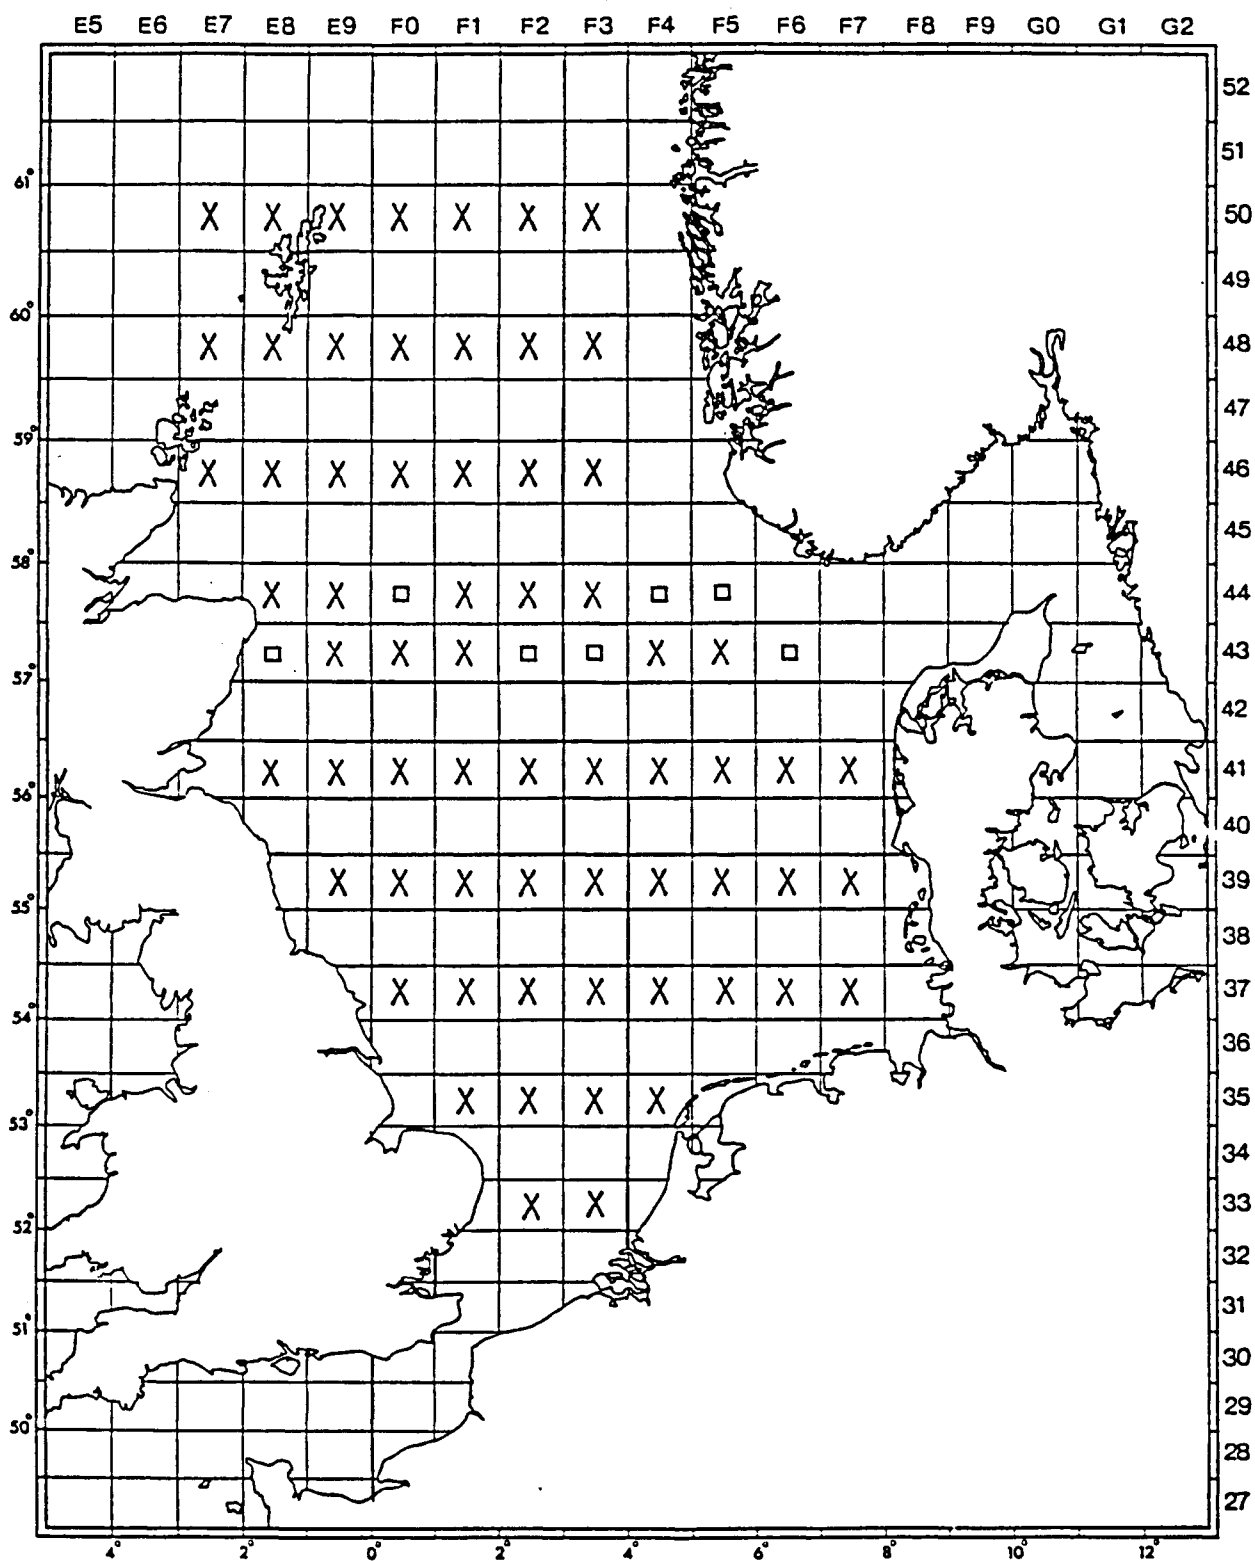 E5 E6 E7 E8 E9 F0 F1 F2 F3 F4 F5 F6 F7 F8 F9 G0 G1 G2
52
51
61°
X X X X X X X 50
49
60°
X X X X X X X 48
47
59°
X X X X X X X 46
45
58°
X X □ X X X □ □ 44
□ X X X □ □ X X □ 43
57°
42
X X X X X X X X X X 41
56°
40
X X X X X X X X X 39
55°
38
X X X X X X X X 37
54°
36
X X X X 35
53°
34
X X 33
52°
32
31
51°
30
29
50°
28
27
4° 2° 0° 2° 4° 6° 8° 10° 12°